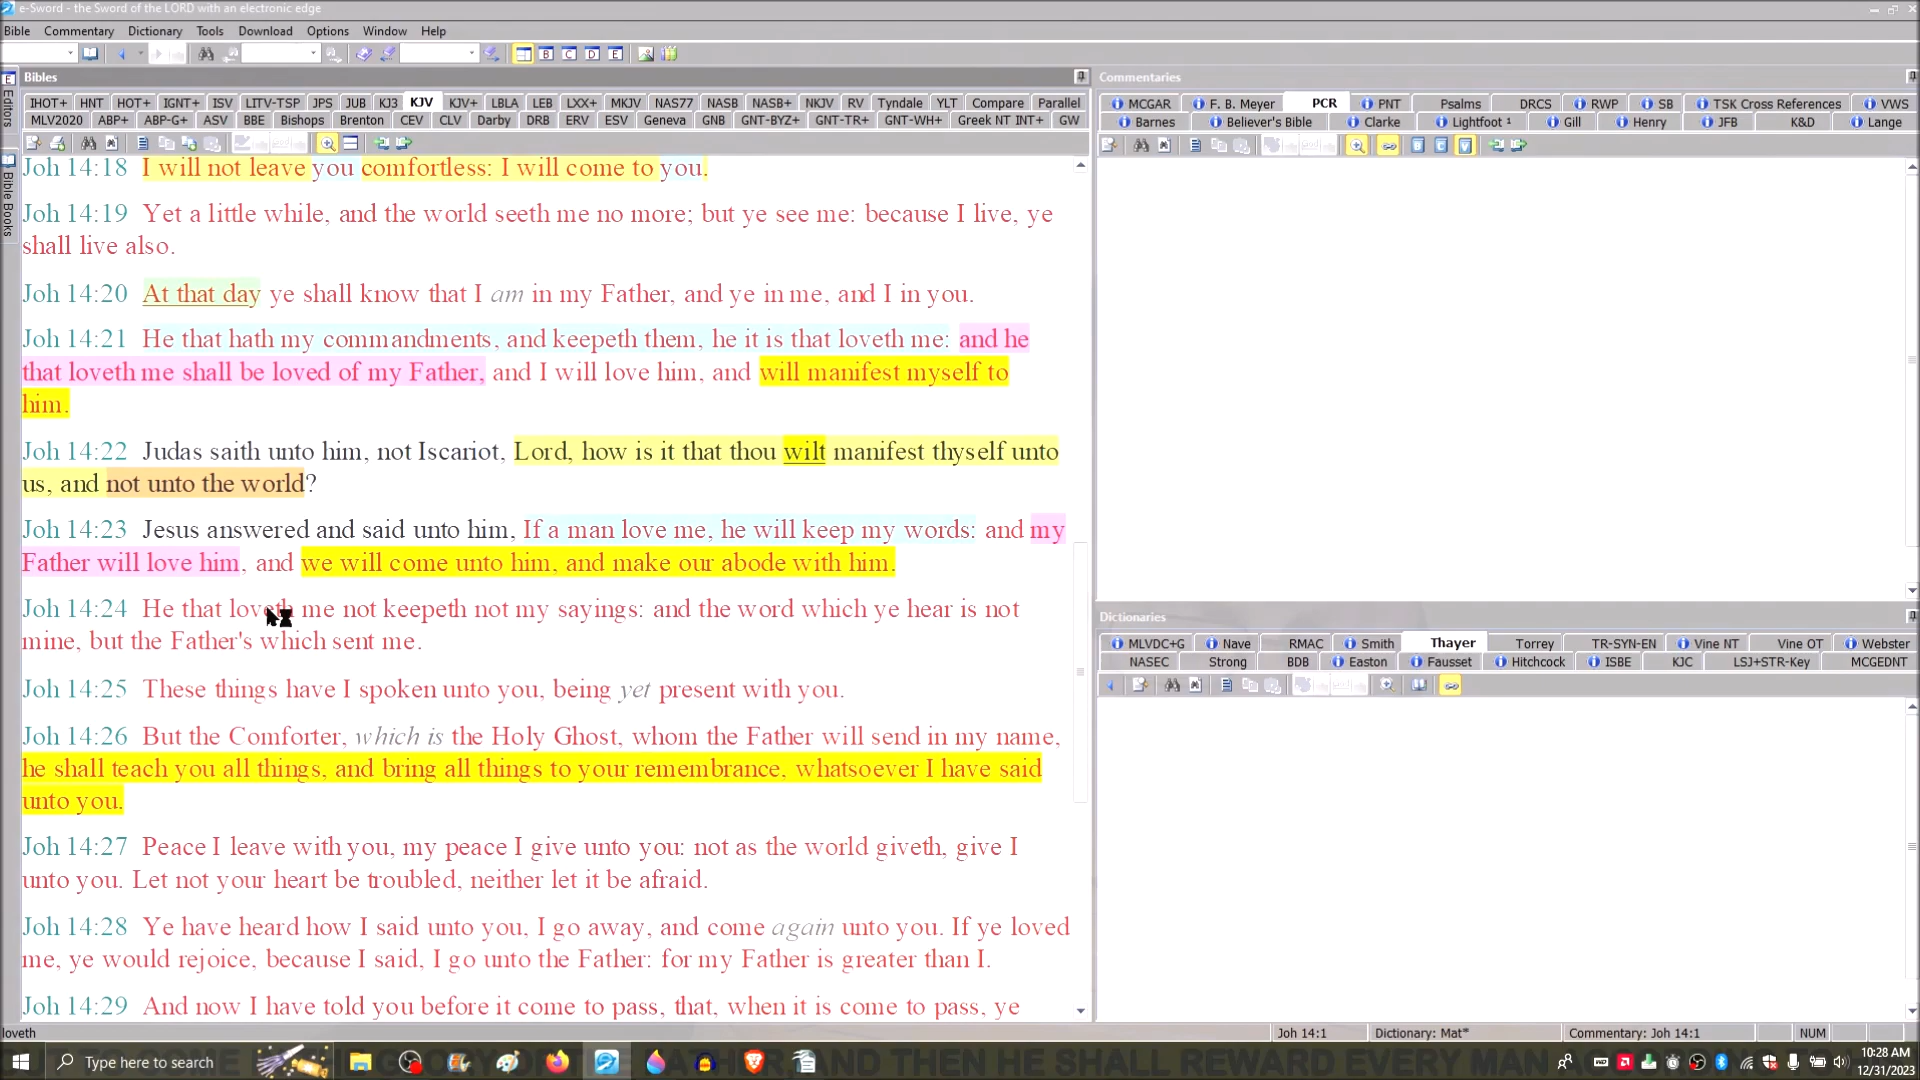 e-Sword - the Sword of the LORD with an electronic edge
Bible Commentary Dictionary Tools Download Options Window Help
B C D E
Bibles
IHOT+ HNT HOT+ IGNT+ ISV LITV-TSP JPS JUB KJ3 KJV KJV+ LBLA LEB LXX+ MKJV NAS77 NASB NASB+ NKJV RV Tyndale YLT Compare Parallel
MLV2020 ABP+ ABP-G+ ASV BBE Bishops Brenton CEV CLV Darby DRB ERV ESV Geneva GNB GNT-BYZ+ GNT-TR+ GNT-WH+ Greek NT INT+ GW
E Editors
Bible Books
Joh 14:18 I will not leave you comfortless: I will come to you.
Joh 14:19 Yet a little while, and the world seeth me no more; but ye see me: because I live, ye
shall live also.
Joh 14:20 At that day ye shall know that I am in my Father, and ye in me, and I in you.
Joh 14:21 He that hath my commandments, and keepeth them, he it is that loveth me: and he
that loveth me shall be loved of my Father, and I will love him, and will manifest myself to
him.
Joh 14:22 Judas saith unto him, not Iscariot, Lord, how is it that thou wilt manifest thyself unto
us, and not unto the world?
Joh 14:23 Jesus answered and said unto him, If a man love me, he will keep my words: and my
Father will love him, and we will come unto him, and make our abode with him.
Joh 14:24 He that loveth me not keepeth not my sayings: and the word which ye hear is not
mine, but the Father's which sent me.
Joh 14:25 These things have I spoken unto you, being yet present with you.
Joh 14:26 But the Comforter, which is the Holy Ghost, whom the Father will send in my name,
he shall teach you all things, and bring all things to your remembrance, whatsoever I have said
unto you.
Joh 14:27 Peace I leave with you, my peace I give unto you: not as the world giveth, give I
unto you. Let not your heart be troubled, neither let it be afraid.
Joh 14:28 Ye have heard how I said unto you, I go away, and come again unto you. If ye loved
me, ye would rejoice, because I said, I go unto the Father: for my Father is greater than I.
Joh 14:29 And now I have told you before it come to pass, that, when it is come to pass, ye
Commentaries
MCGAR F. B. Meyer PCR PNT Psalms DRCS RWP SB TSK Cross References VWS
Barnes Believer's Bible Clarke Lightfoot ¹ Gill Henry JFB K&D Lange
B C V
Dictionaries
MLVDC+G Nave RMAC Smith Thayer Torrey TR-SYN-EN Vine NT Vine OT Webster
NASEC Strong BDB Easton Fausset Hitchcock ISBE KJC LSJ+STR-Key MCGEDNT
loveth Joh 14:1 Dictionary: Mat* Commentary: Joh 14:1 NUM
Type here to search
AND THEN HE SHALL REWARD EVERY MAN
10:28 AM
12/31/2023